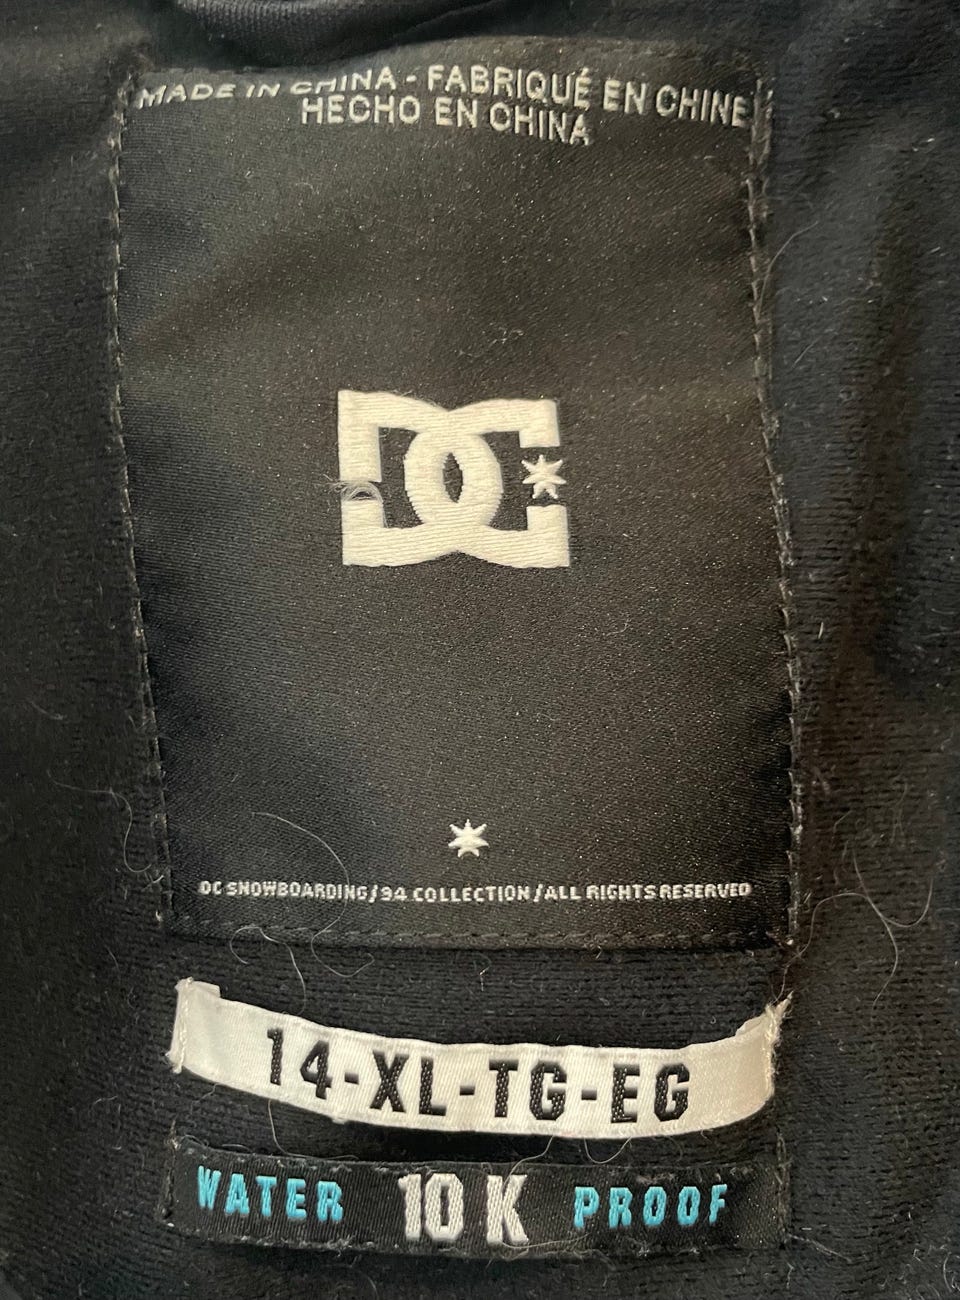 MADE IN CHINA - FABRIQUÉ EN CHINE
HECHO EN CHINA
DC
DC SNOWBOARDING/94 COLLECTION/ALL RIGHTS RESERVED
14-XL-TG-EG
WATER 10K PROOF